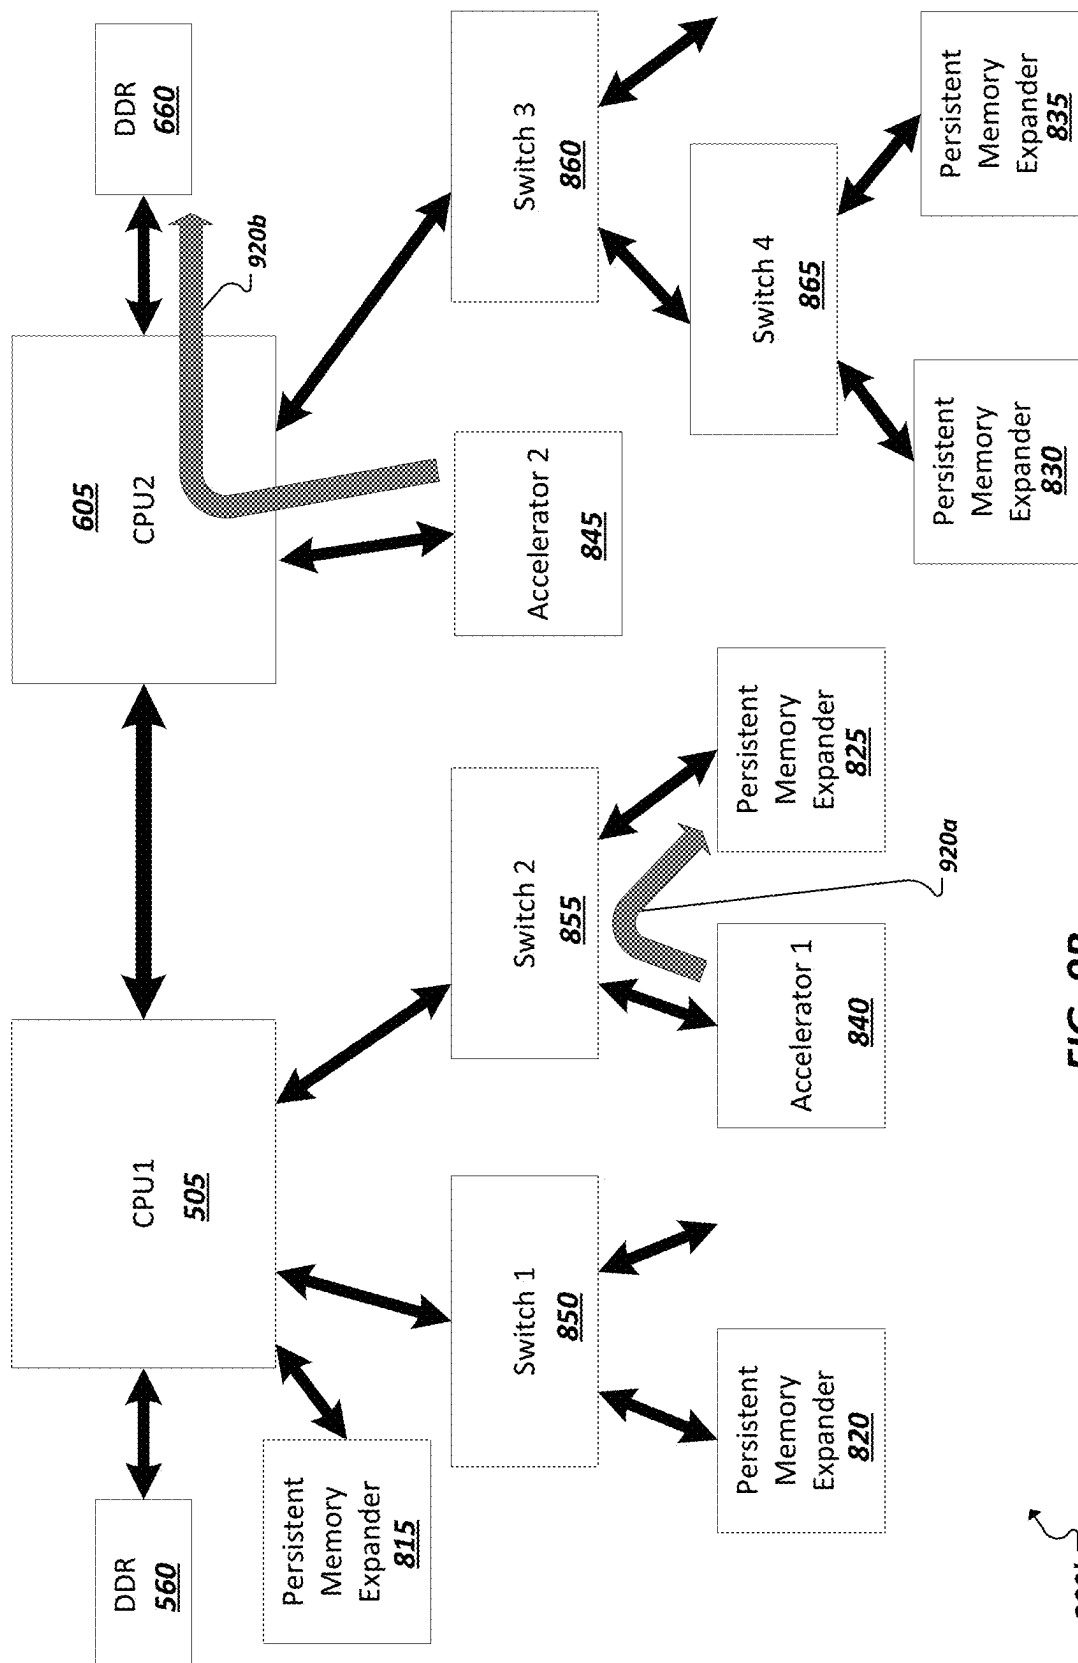 DDR
560
CPU1
505
605
CPU2
DDR
660
Persistent
Memory
Expander
815
Switch 1
850
Switch 2
855
Accelerator 2
845
Switch 3
860
920b
Persistent
Memory
Expander
820
Accelerator 1
840
Persistent
Memory
Expander
825
Switch 4
865
920a
Persistent
Memory
Expander
830
Persistent
Memory
Expander
835